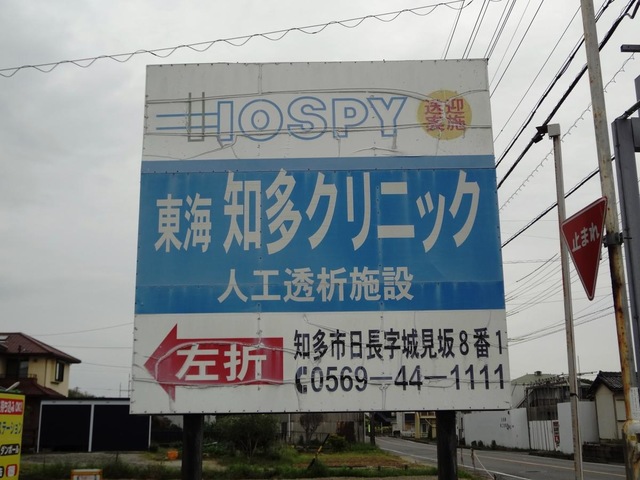 HOSPY
送迎
実施
東海 知多クリニック
人工透析施設
左折
知多市日長字城見坂8番1
0569-44-1111
止まれ